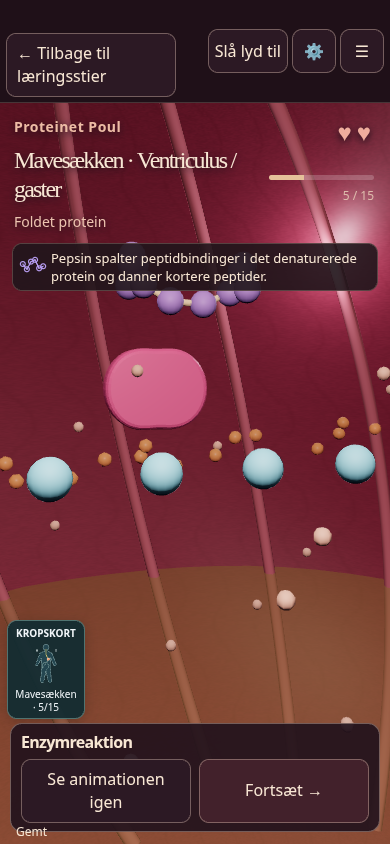 ← Tilbage til
læringsstier
Slå lyd til
Proteinet Poul
Mavesækken · Ventriculus /
gaster
5 / 15
Foldet protein
Pepsin spalter peptidbindinger i det denaturerede
protein og danner kortere peptider.
KROPSKORT
Mavesækken
· 5/15
Enzymreaktion
Se animationen
igen
Fortsæt →
Gemt